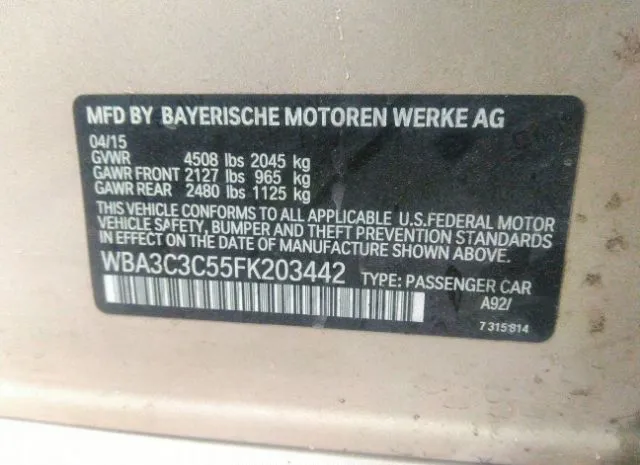 MFD BY BAYERISCHE MOTOREN WERKE AG
04/15
GVWR 4508 lbs 2045 kg
GAWR FRONT 2127 lbs 965 kg
GAWR REAR 2480 lbs 1125 kg
THIS VEHICLE CONFORMS TO ALL APPLICABLE U.S.FEDERAL MOTOR
VEHICLE SAFETY, BUMPER AND THEFT PREVENTION STANDARDS
IN EFFECT ON THE DATE OF MANUFACTURE SHOWN ABOVE.
WBA3C3C55FK203442 TYPE: PASSENGER CAR
A92/
7 315 814